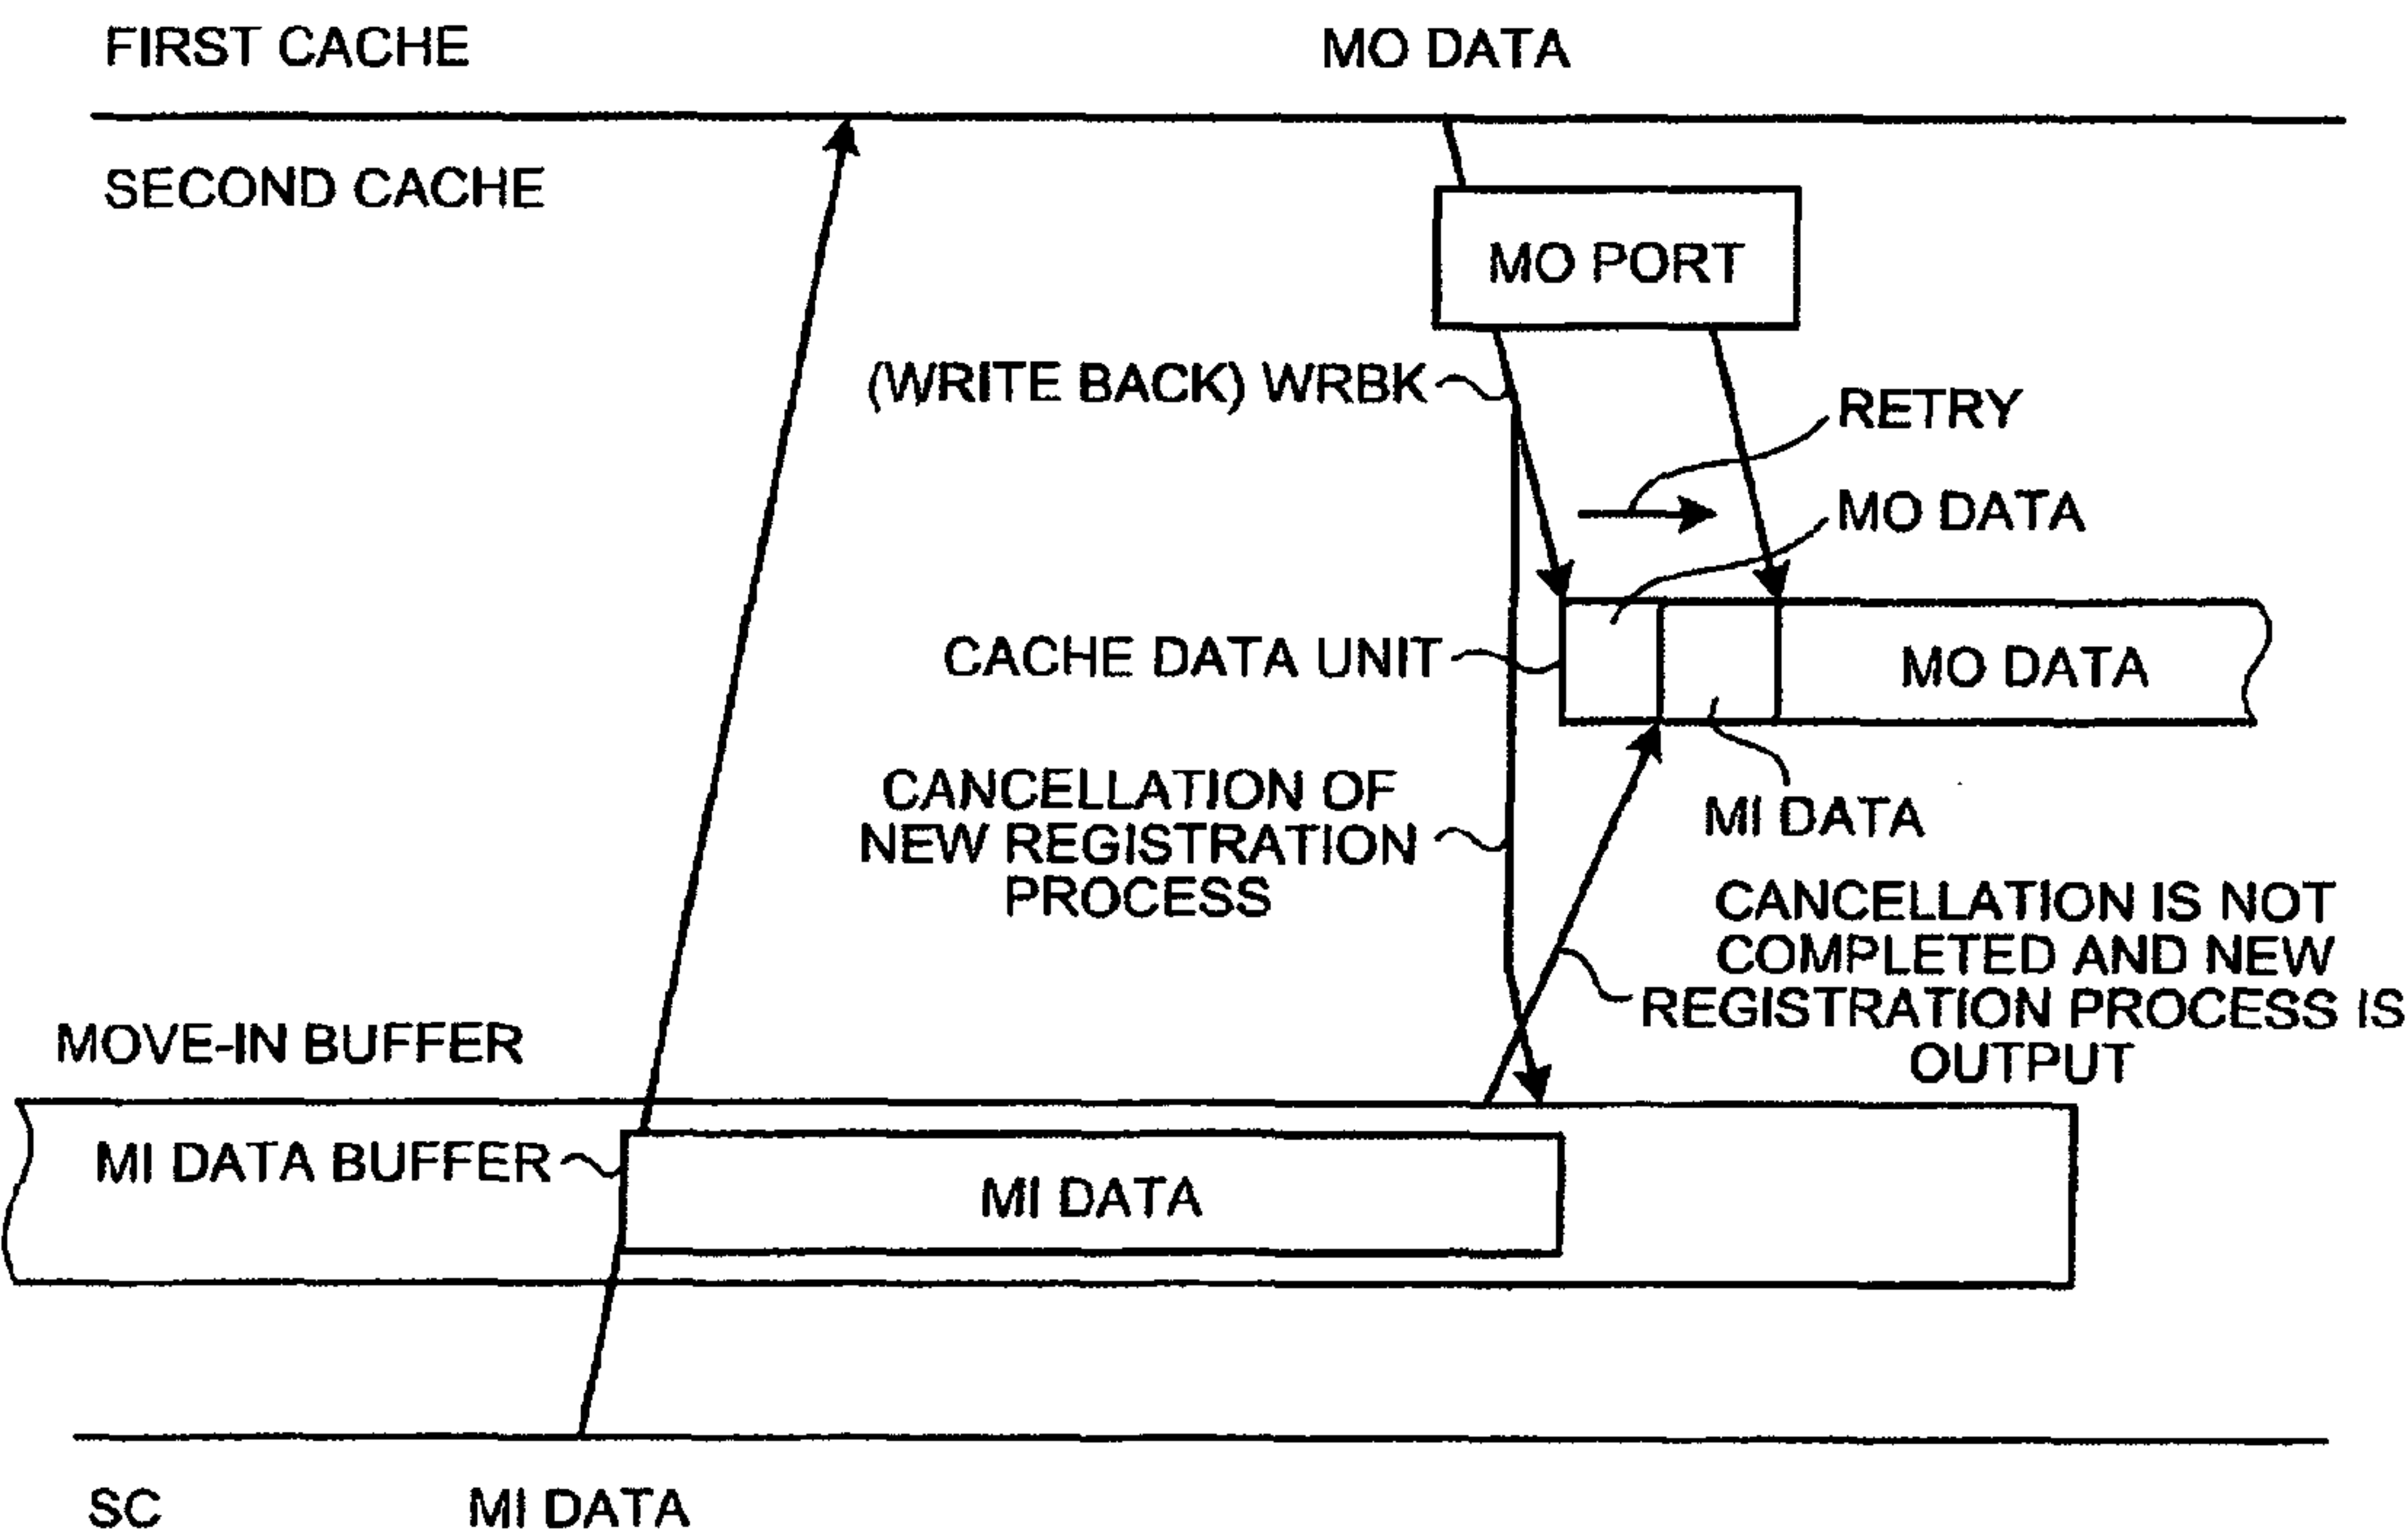 FIRST CACHE
MO DATA
SECOND CACHE
MO PORT
(WRITE BACK) WRBK
RETRY
MO DATA
CACHE DATA UNIT
MO DATA
CANCELLATION OF
NEW REGISTRATION
PROCESS
MI DATA
CANCELLATION IS NOT
COMPLETED AND NEW
REGISTRATION PROCESS IS
OUTPUT
MOVE-IN BUFFER
MI DATA BUFFER
MI DATA
SC
MI DATA